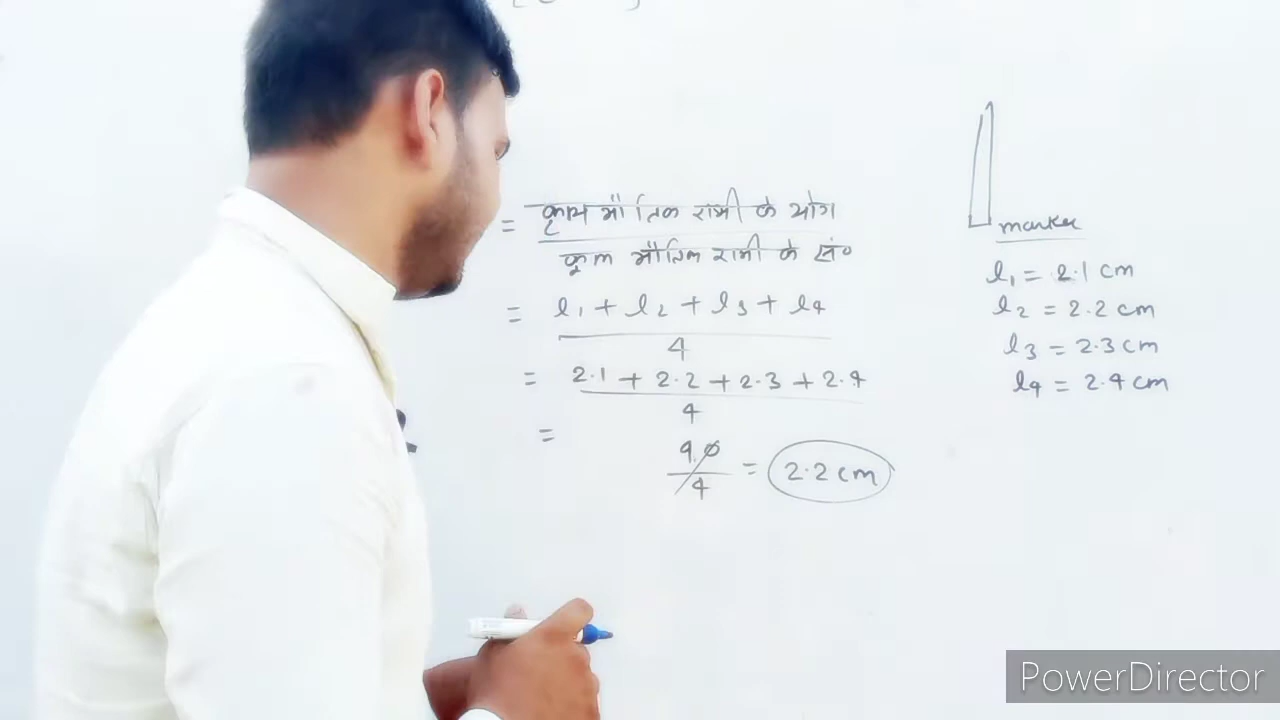 = कुल भौतिक राशी के योग
कुल भौतिक राशी के सं०
= l₁ + l₂ + l₃ + l₄
4
= 2.1 + 2.2 + 2.3 + 2.4
4
=
9.0
4
= 2.2 cm
marker
l₁ = 2.1 cm
l₂ = 2.2 cm
l₃ = 2.3 cm
l₄ = 2.4 cm
PowerDirector